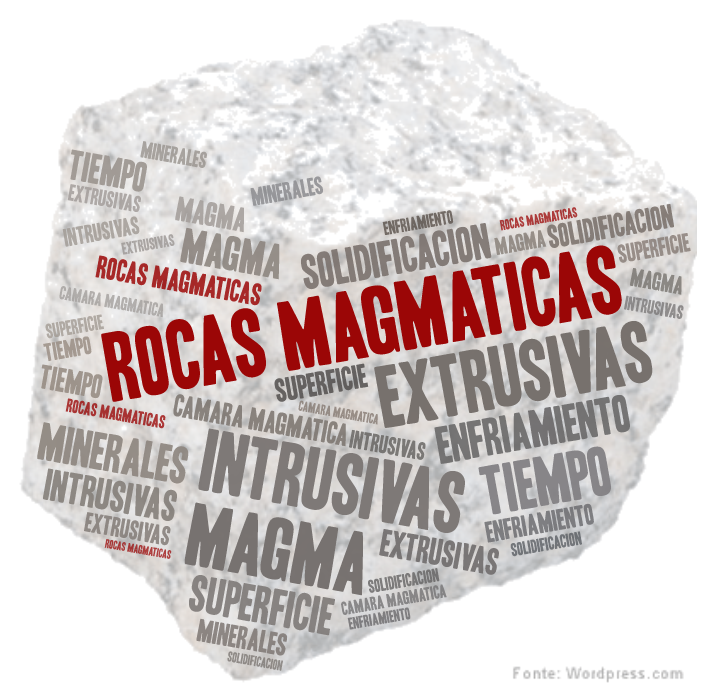 MINERALES
TIEMPO
MINERALES
EXTRUSIVAS
MAGMA
ENFRIAMIENTO
ROCAS MAGMATICAS
INTRUSIVAS
EXTRUSIVAS
MAGMA
SOLIDIFICACION
MAGMA
SOLIDIFICACION
SUPERFICIE
ROCAS MAGMATICAS
MAGMA
CAMARA MAGMATICA
INTRUSIVAS
ROCAS MAGMATICAS
SUPERFICIE
TIEMPO
TIEMPO
SUPERFICIE
EXTRUSIVAS
ROCAS MAGMATICAS
CAMARA MAGMATICA
CAMARA MAGMATICA
INTRUSIVAS
ENFRIAMIENTO
MINERALES
INTRUSIVAS
TIEMPO
INTRUSIVAS
EXTRUSIVAS
ENFRIAMIENTO
SOLIDIFICACION
ROCAS MAGMATICAS
MAGMA
EXTRUSIVAS
SOLIDIFICACION
SUPERFICIE
CAMARA MAGMATICA
ENFRIAMIENTO
MINERALES
SOLIDIFICACION
Fonte: Wordpress.com